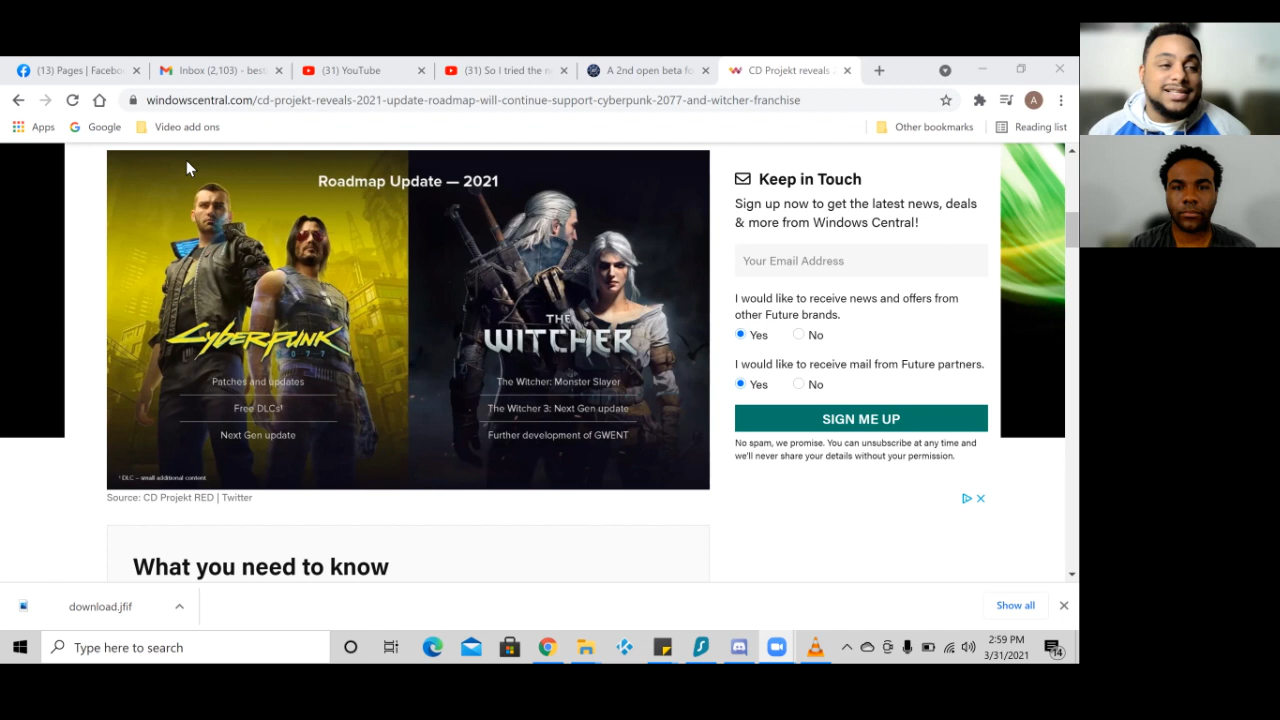 (13) Pages | Facebo
Inbox (2,103) - best
(31) YouTube
(31) So I tried the n
A 2nd open beta fo
CD Projekt reveals
windowscentral.com/cd-projekt-reveals-2021-update-roadmap-will-continue-support-cyberpunk-2077-and-witcher-franchise
A
Apps
Google
Video add ons
Other bookmarks
Reading list
Roadmap Update — 2021
CYBERPUNK
2077
Patches and updates
Free DLCs¹
Next Gen update
THE
WITCHER
The Witcher: Monster Slayer
The Witcher 3: Next Gen update
Further development of GWENT
¹ DLC – small additional content
Source: CD Projekt RED | Twitter
What you need to know
Keep in Touch
Sign up now to get the latest news, deals
& more from Windows Central!
Your Email Address
I would like to receive news and offers from
other Future brands.
Yes No
I would like to receive mail from Future partners.
Yes No
SIGN ME UP
No spam, we promise. You can unsubscribe at any time and
we'll never share your details without your permission.
download.jfif
Show all
Type here to search
2:59 PM
3/31/2021
14